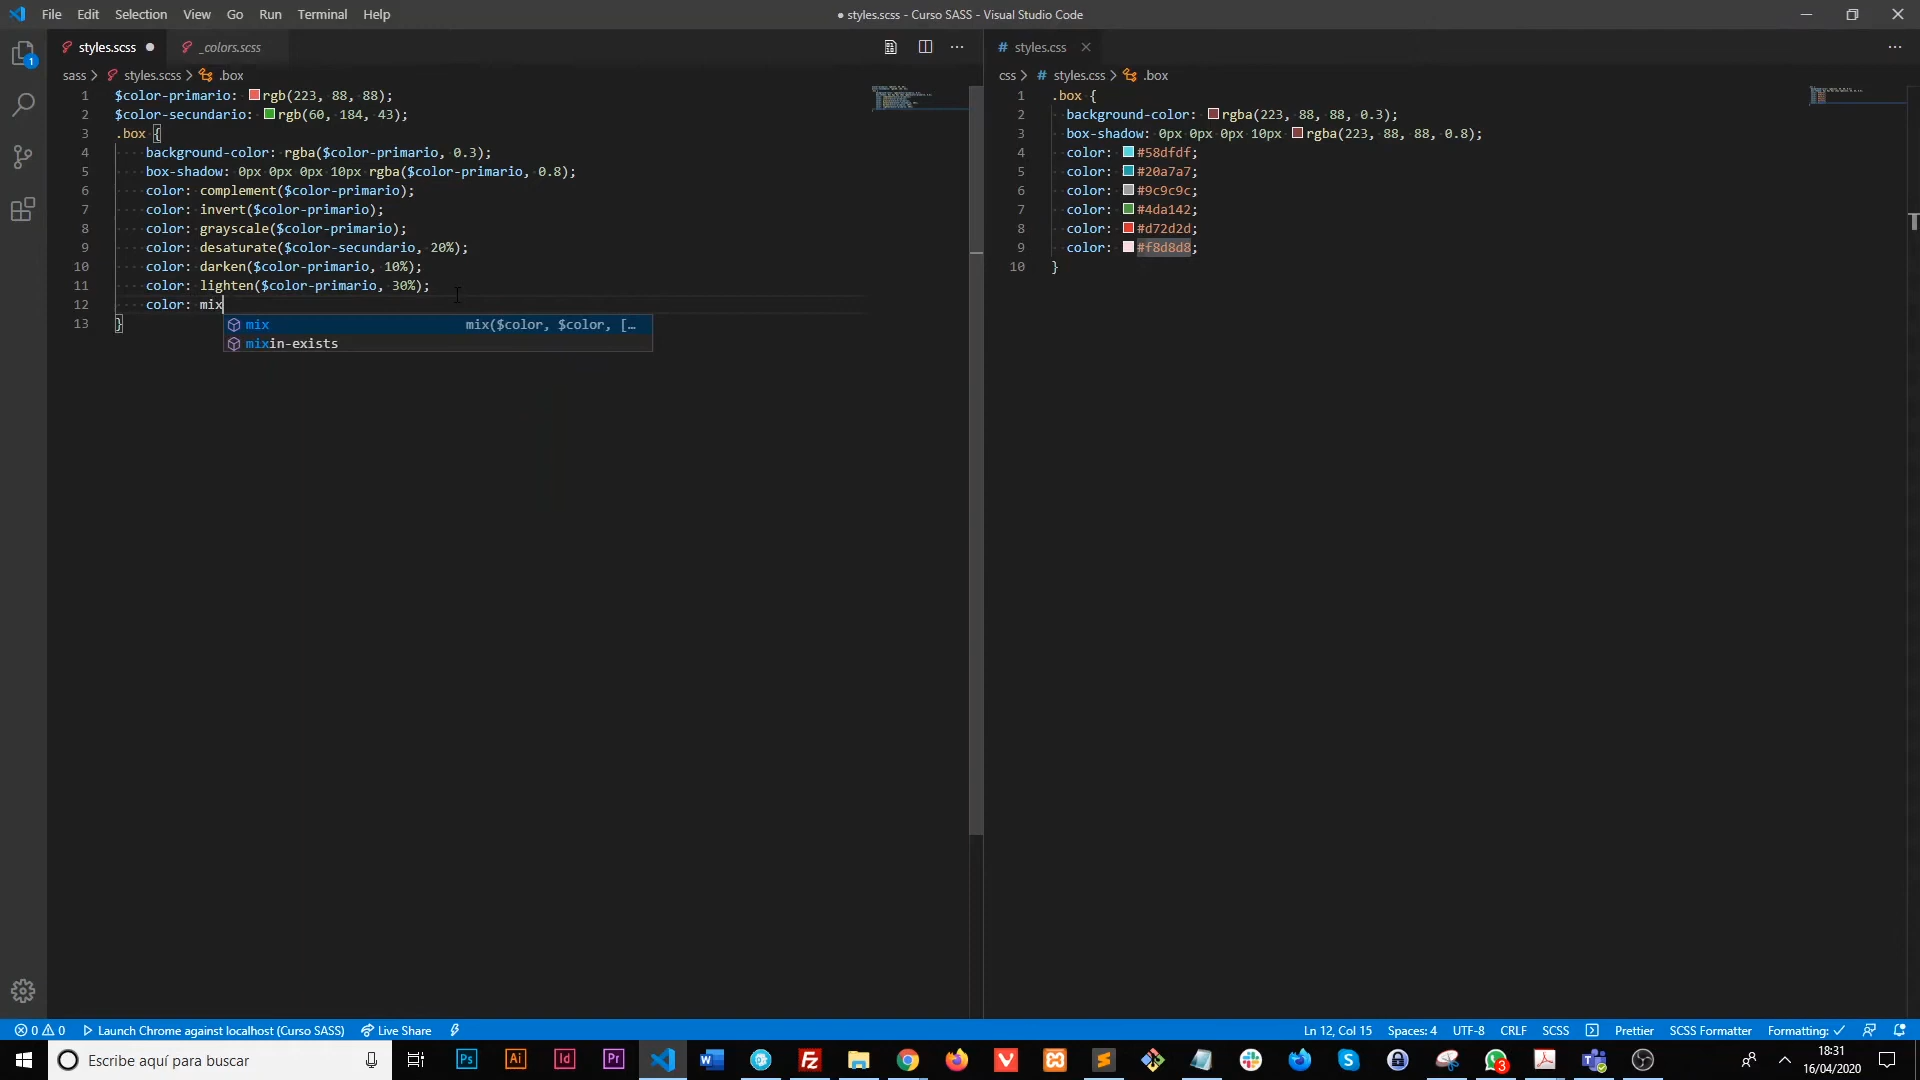 File Edit Selection View Go Run Terminal Help
● styles.scss - Curso SASS - Visual Studio Code
styles.scss ● _colors.scss
# styles.css
sass > styles.scss > .box
css > # styles.css > .box
1 $color-primario: rgb(223, 88, 88);
2 $color-secundario: rgb(60, 184, 43);
3 .box {
4 background-color: rgba($color-primario, 0.3);
5 box-shadow: 0px 0px 0px 10px rgba($color-primario, 0.8);
6 color: complement($color-primario);
7 color: invert($color-primario);
8 color: grayscale($color-primario);
9 color: desaturate($color-secundario, 20%);
10 color: darken($color-primario, 10%);
11 color: lighten($color-primario, 30%);
12 color: mix
13 }
mix mix($color, $color, […
mixin-exists
1 .box {
2 background-color: rgba(223, 88, 88, 0.3);
3 box-shadow: 0px 0px 0px 10px rgba(223, 88, 88, 0.8);
4 color: #58dfdf;
5 color: #20a7a7;
6 color: #9c9c9c;
7 color: #4da142;
8 color: #d72d2d;
9 color: #f8d8d8;
10 }
1
0 0 Launch Chrome against localhost (Curso SASS) Live Share
Ln 12, Col 15 Spaces: 4 UTF-8 CRLF SCSS Prettier SCSS Formatter Formatting: ✓
Escribe aquí para buscar
Ps Ai Id Pr W Fz V S 3
18:31
16/04/2020